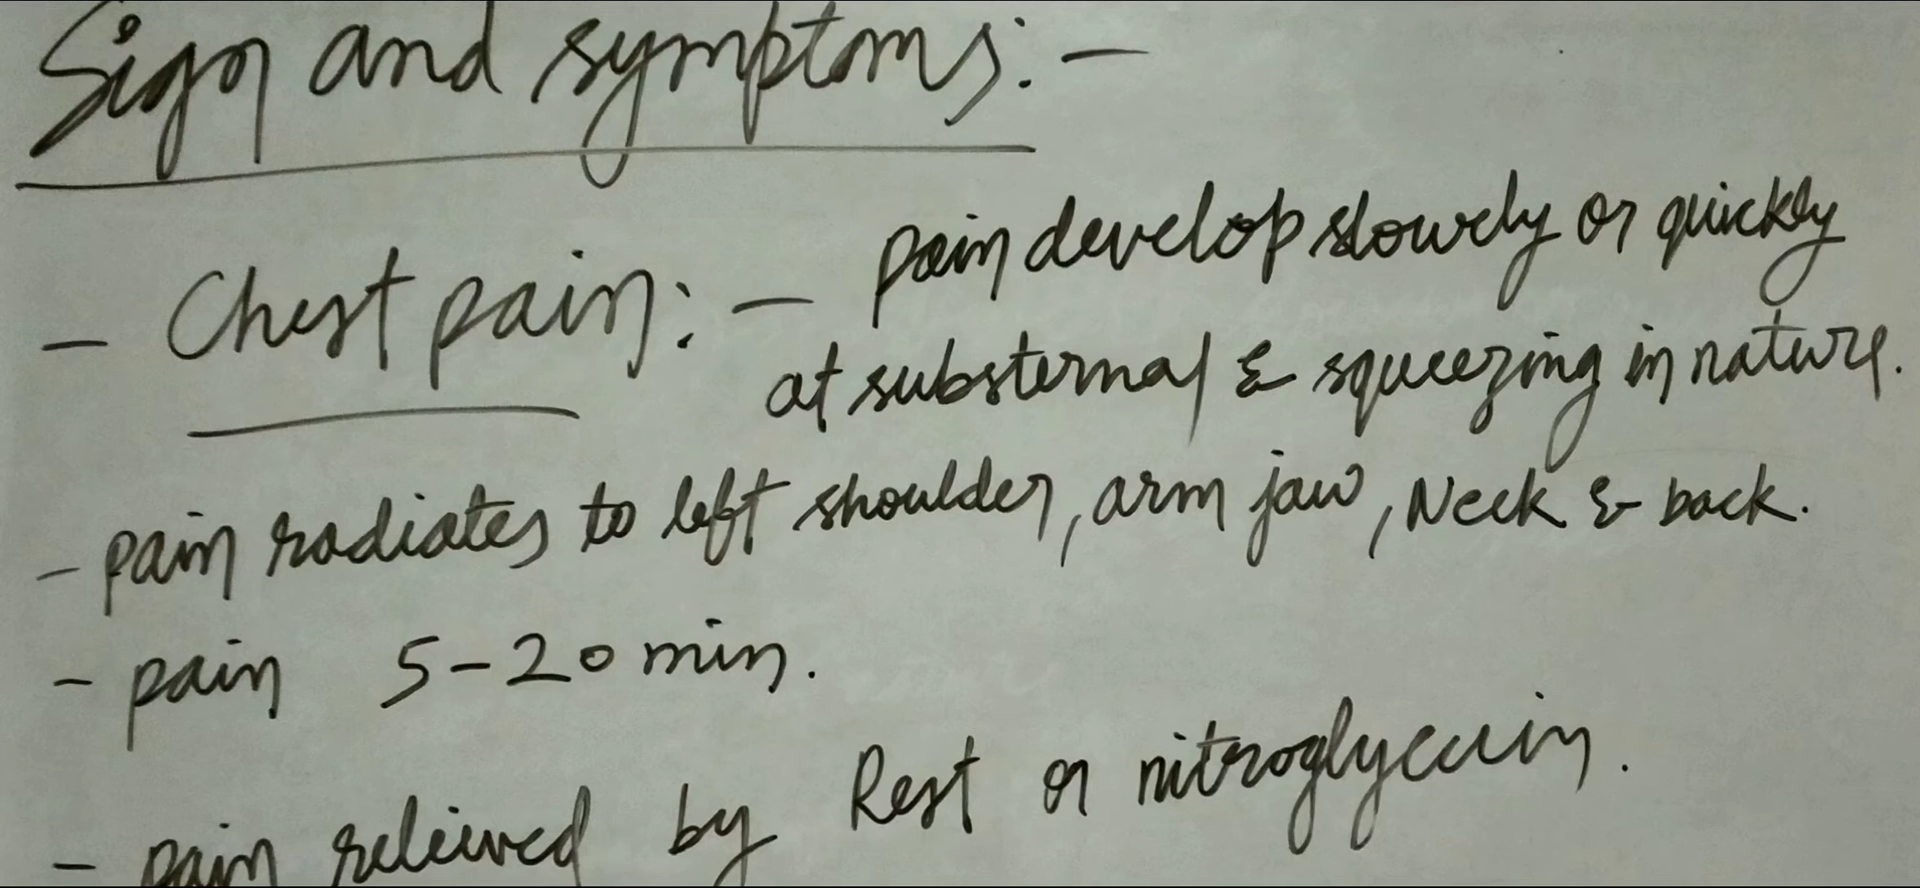 Sign and symptoms:-
- Chest pain:- pain develop slowely or quickly
at substernal & squeezing in nature.
- pain radiates to left shoulder, arm jaw, Neck & back.
- pain 5-20 min.
- pain relieved by Rest or nitroglycerin.